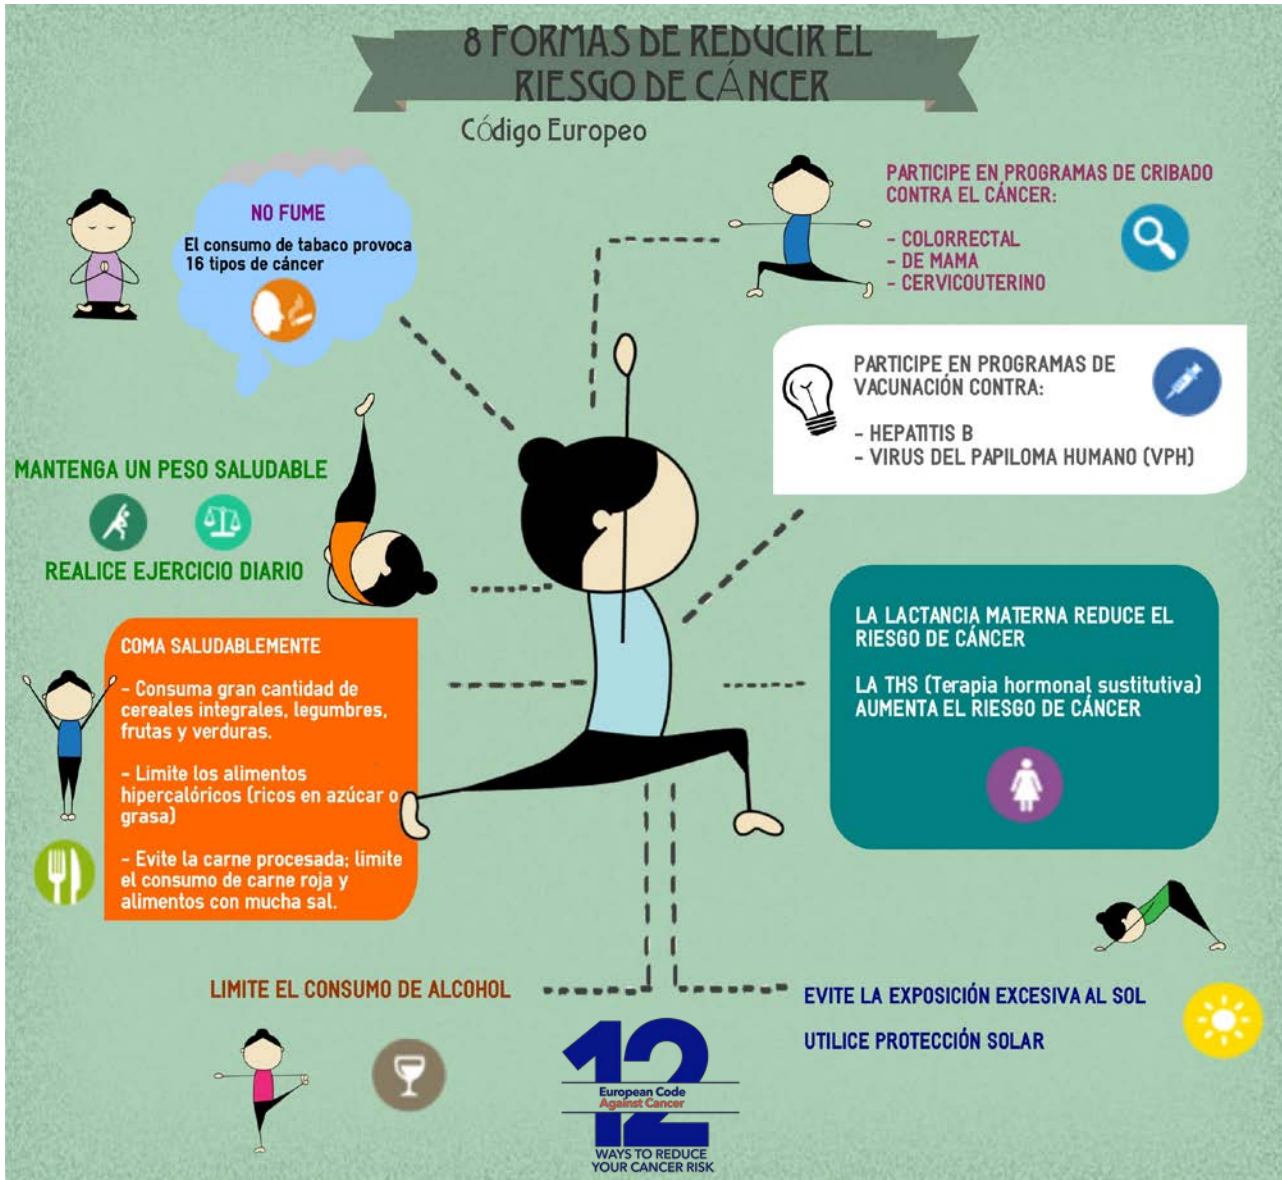 8 FORMAS DE REDUCIR EL
RIESGO DE CÁNCER
Código Europeo
NO FUME
El consumo de tabaco provoca
16 tipos de cáncer
PARTICIPE EN PROGRAMAS DE CRIBADO
CONTRA EL CÁNCER:
- COLORRECTAL
- DE MAMA
- CERVICOUTERINO
PARTICIPE EN PROGRAMAS DE
VACUNACIÓN CONTRA:
- HEPATITIS B
- VIRUS DEL PAPILOMA HUMANO (VPH)
MANTENGA UN PESO SALUDABLE
REALICE EJERCICIO DIARIO
COMA SALUDABLEMENTE
- Consuma gran cantidad de
cereales integrales, legumbres,
frutas y verduras.
- Limite los alimentos
hipercalóricos (ricos en azúcar o
grasa)
- Evite la carne procesada; limite
el consumo de carne roja y
alimentos con mucha sal.
LA LACTANCIA MATERNA REDUCE EL
RIESGO DE CÁNCER
LA THS (Terapia hormonal sustitutiva)
AUMENTA EL RIESGO DE CÁNCER
LIMITE EL CONSUMO DE ALCOHOL
EVITE LA EXPOSICIÓN EXCESIVA AL SOL
UTILICE PROTECCIÓN SOLAR
12
European Code
Against Cancer
WAYS TO REDUCE
YOUR CANCER RISK